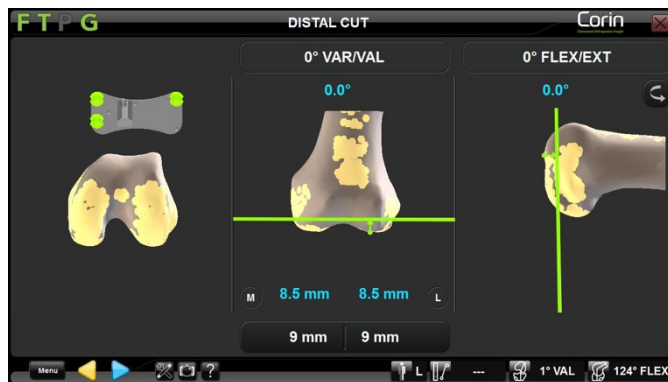 F T P G
DISTAL CUT
Corin
0° VAR/VAL
0° FLEX/EXT
0.0°
0.0°
M
8.5 mm
8.5 mm
L
9 mm
9 mm
Menu
?
L
---
1° VAL
124° FLEX